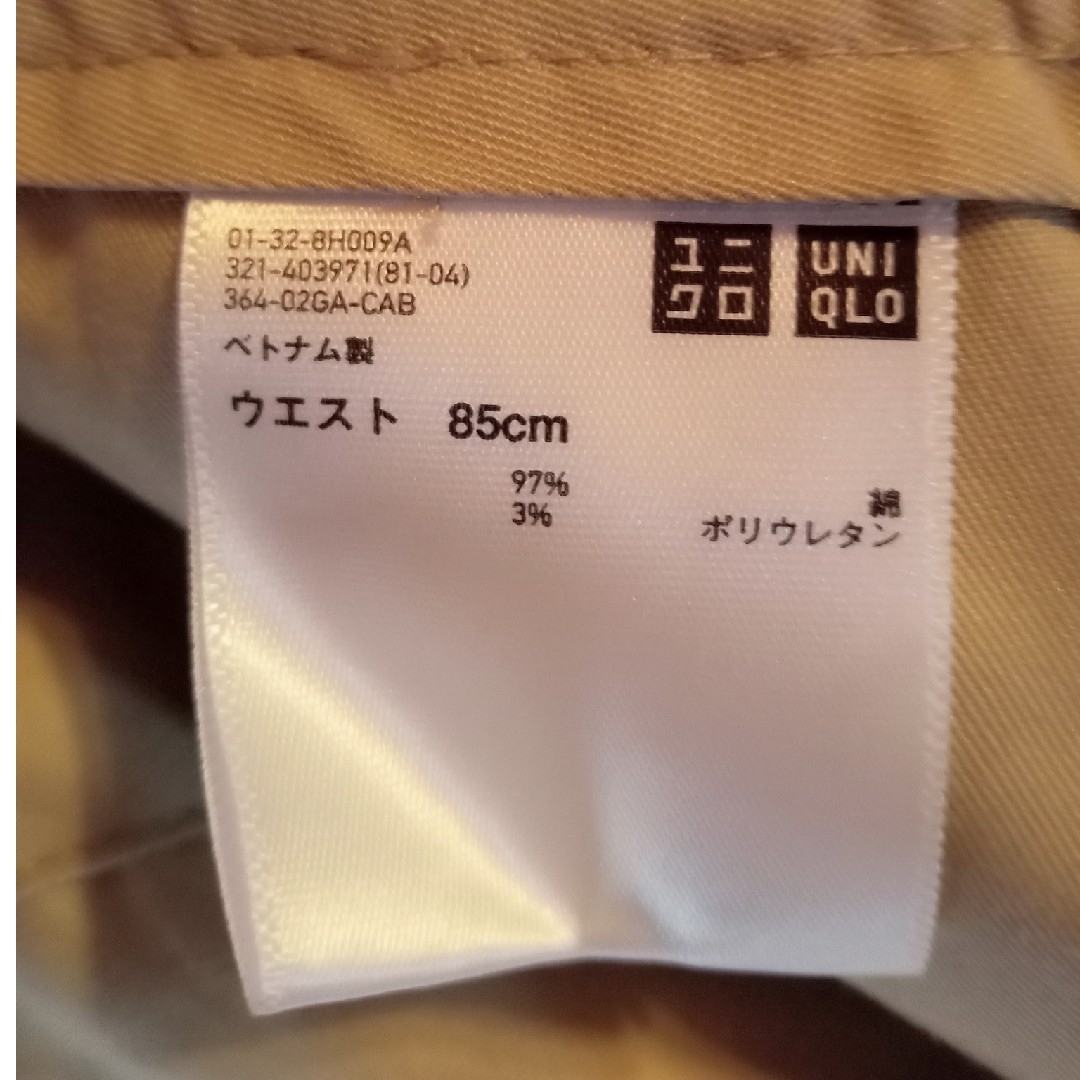 01-32-8H009A
321-403971(81-04)
364-02GA-CAB
ユニ
クロ
UNI
QLO
ベトナム製
ウエスト 85cm
97% 綿
3% ポリウレタン